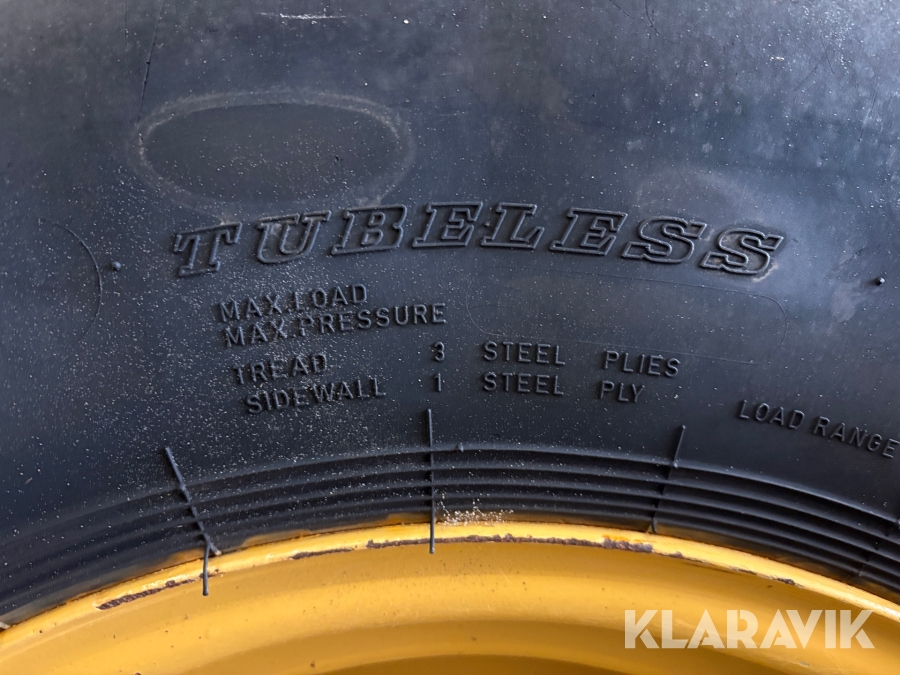 TUBELESS
MAX.LOAD
MAX.PRESSURE
TREAD 3 STEEL PLIES
SIDEWALL 1 STEEL PLY
LOAD RANGE
KLARAVIK